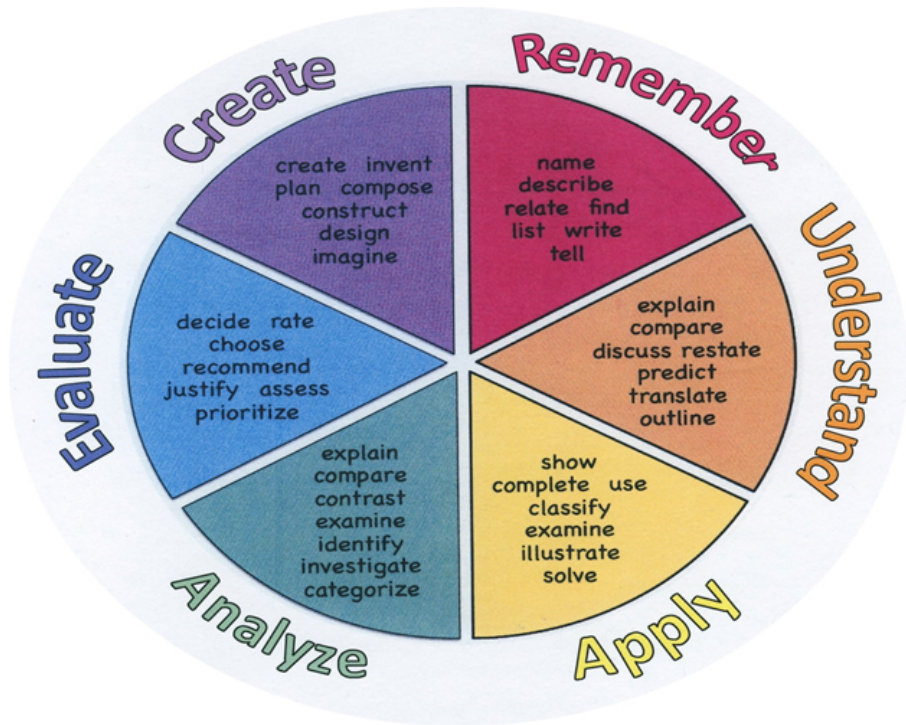 Remember
name
describe
relate find
list write
tell
Understand
explain
compare
discuss restate
predict
translate
outline
Apply
show
complete use
classify
examine
illustrate
solve
Analyze
explain
compare
contrast
examine
identify
investigate
categorize
Evaluate
decide rate
choose
recommend
justify assess
prioritize
Create
create invent
plan compose
construct
design
imagine